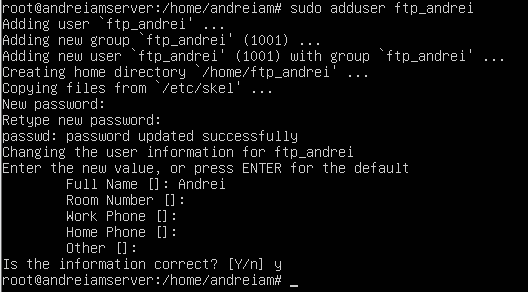 root@andreiamserver:/home/andreiam# sudo adduser ftp_andrei
Adding user `ftp_andrei' ...
Adding new group `ftp_andrei' (1001) ...
Adding new user `ftp_andrei' (1001) with group `ftp_andrei' ...
Creating home directory `/home/ftp_andrei' ...
Copying files from `/etc/skel' ...
New password:
Retype new password:
passwd: password updated successfully
Changing the user information for ftp_andrei
Enter the new value, or press ENTER for the default
Full Name []: Andrei
Room Number []:
Work Phone []:
Home Phone []:
Other []:
Is the information correct? [Y/n] y
root@andreiamserver:/home/andreiam# _